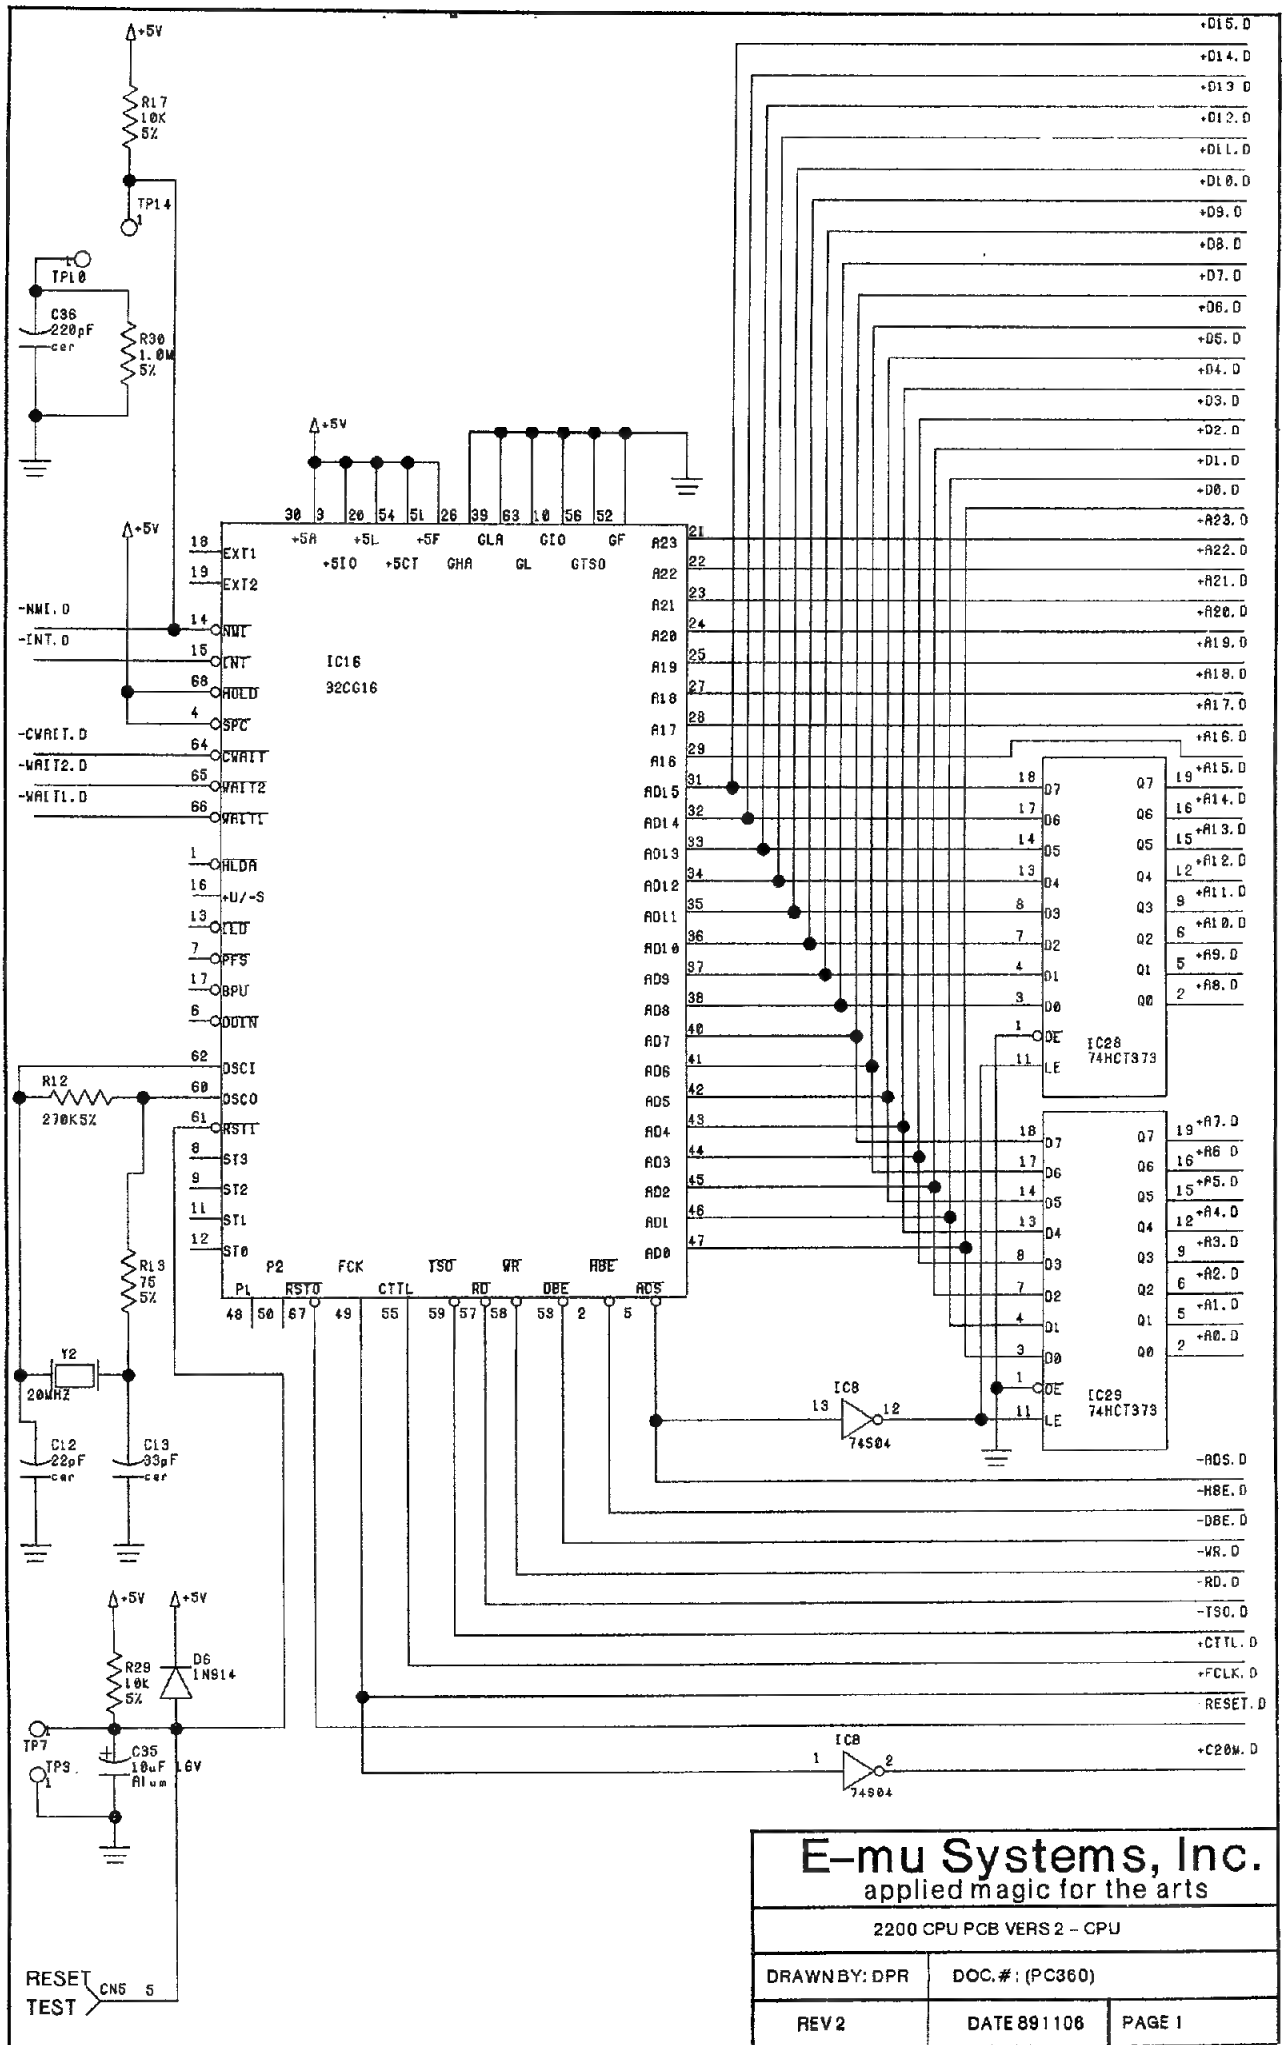 +5V
R17
10K
5%
TP14
1
1
TP10
C36
220pF
cer
R30
1.0M
5%
+D15.D
+D14.D
+D13 D
+D12.D
+D11.D
+D10.D
+D9.D
+D8.D
+D7.D
+D6.D
+D5.D
+D4.D
+D3.D
+D2.D
+D1.D
+D0.D
+A23.D
+A22.D
+A21.D
+A20.D
+A19.D
+A18.D
+A17.D
+A16.D
+5V
30 3 20 54 51 26 39 63 10 56 52
+5A +5L +5F GLA GIO GF
+5IO +5CT GHA GL GTSO
+5V
18 EXT1
19 EXT2
-NMI.D
14 NMI
-INT.D
15 INT
68 HOLD
4 SPC
-CWAIT.D
64 CWAIT
-WAIT2.D
65 WAIT2
-WAIT1.D
66 WAIT1
1 HLDA
16 +U/-S
13 ILO
7 PFS
17 BPU
6 DDIN
62 OSCI
60 OSCO
61 RSTI
8 ST3
9 ST2
11 ST1
12 ST0
IC16
32CG16
A23 21
A22 22
A21 23
A20 24
A19 25
A18 27
A17 28
A16 29
AD15 31
AD14 32
AD13 33
AD12 34
AD11 35
AD10 36
AD9 37
AD8 38
AD7 40
AD6 41
AD5 42
AD4 43
AD3 44
AD2 45
AD1 46
AD0 47
P2 FCK TSO WR HBE
P1 RSTO CTTL RD DBE ADS
48 50 67 49 55 59 57 58 53 2 5
18 D7 Q7 19 +A15.D
17 D6 Q6 16 +A14.D
14 D5 Q5 15 +A13.D
13 D4 Q4 12 +A12.D
8 D3 Q3 9 +A11.D
7 D2 Q2 6 +A10.D
4 D1 Q1 5 +A9.D
3 D0 Q0 2 +A8.D
1 OE
11 LE
IC28
74HCT373
18 D7 Q7 19 +A7.D
17 D6 Q6 16 +A6 D
14 D5 Q5 15 +A5.D
13 D4 Q4 12 +A4.D
8 D3 Q3 9 +A3.D
7 D2 Q2 6 +A2.D
4 D1 Q1 5 +A1.D
3 D0 Q0 2 +A0.D
1 OE
11 LE
IC29
74HCT373
R12
270K5%
R13
75
5%
Y2
20MHZ
C12
22pF
cer
C13
33pF
cer
IC8
13 12
74S04
-ADS.D
-HBE.D
-DBE.D
-WR.D
-RD.D
-TSO.D
+CTTL.D
+FCLK.D
RESET.D
+C20M.D
IC8
1 2
74S04
+5V
+5V
R29
10K
5%
D6
1N914
1
TP7
TP3
1
C35
10uF 16V
Alum
RESET
TEST
CN5 5
E-mu Systems, Inc.
applied magic for the arts
2200 CPU PCB VERS 2 - CPU
DRAWN BY: DPR
DOC.#: (PC360)
REV 2
DATE 891106
PAGE 1